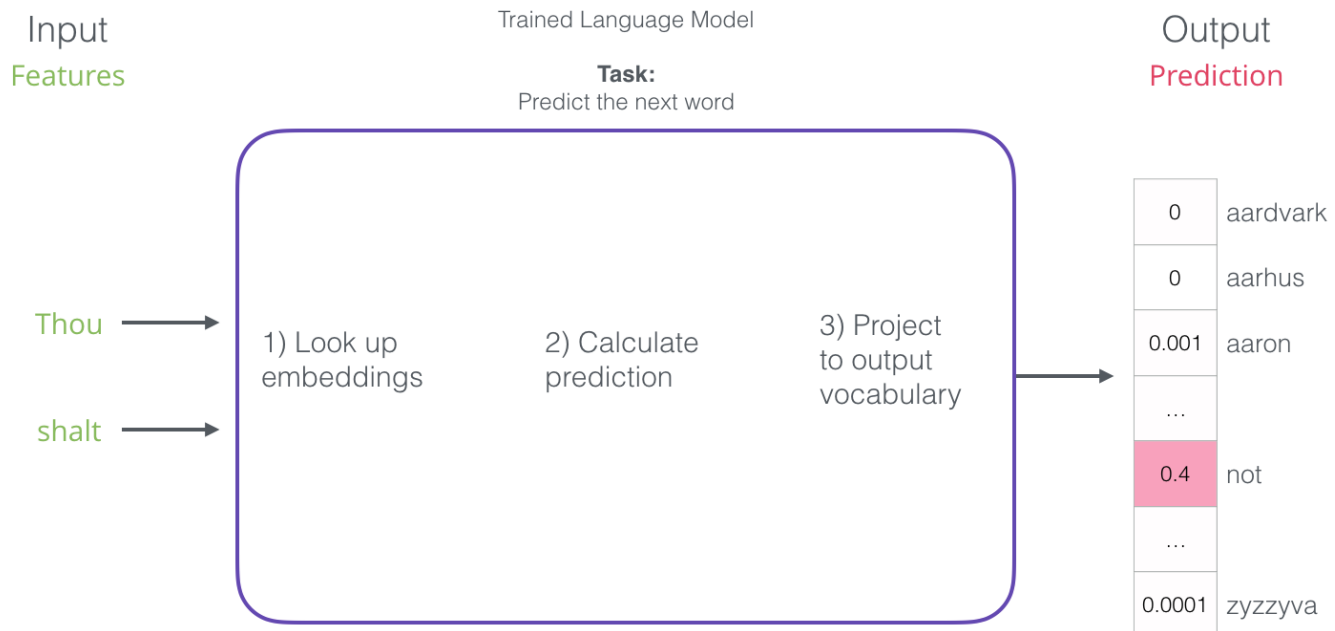 Input
Features
Trained Language Model
Task:
Predict the next word
Output
Prediction
Thou
shalt
1) Look up
embeddings
2) Calculate
prediction
3) Project
to output
vocabulary
0 aardvark
0 aarhus
0.001 aaron
...
0.4 not
...
0.0001 zyzzyva